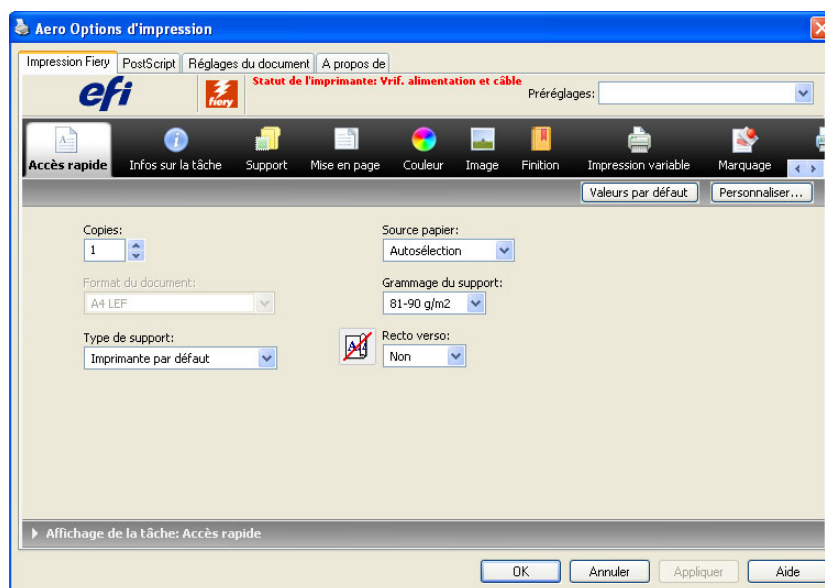 Aero Options d'impression
Impression Fiery PostScript Réglages du document A propos de
efi fiery Statut de l'imprimante: Vrif. alimentation et câble Préréglages:
Accès rapide Infos sur la tâche Support Mise en page Couleur Image Finition Impression variable Marquage
Valeurs par défaut Personnaliser...
Copies: Source papier:
1 Autosélection
Format du document: Grammage du support:
A4 LEF 81-90 g/m2
Type de support: Recto verso:
Imprimante par défaut Non
Affichage de la tâche: Accès rapide
OK Annuler Appliquer Aide